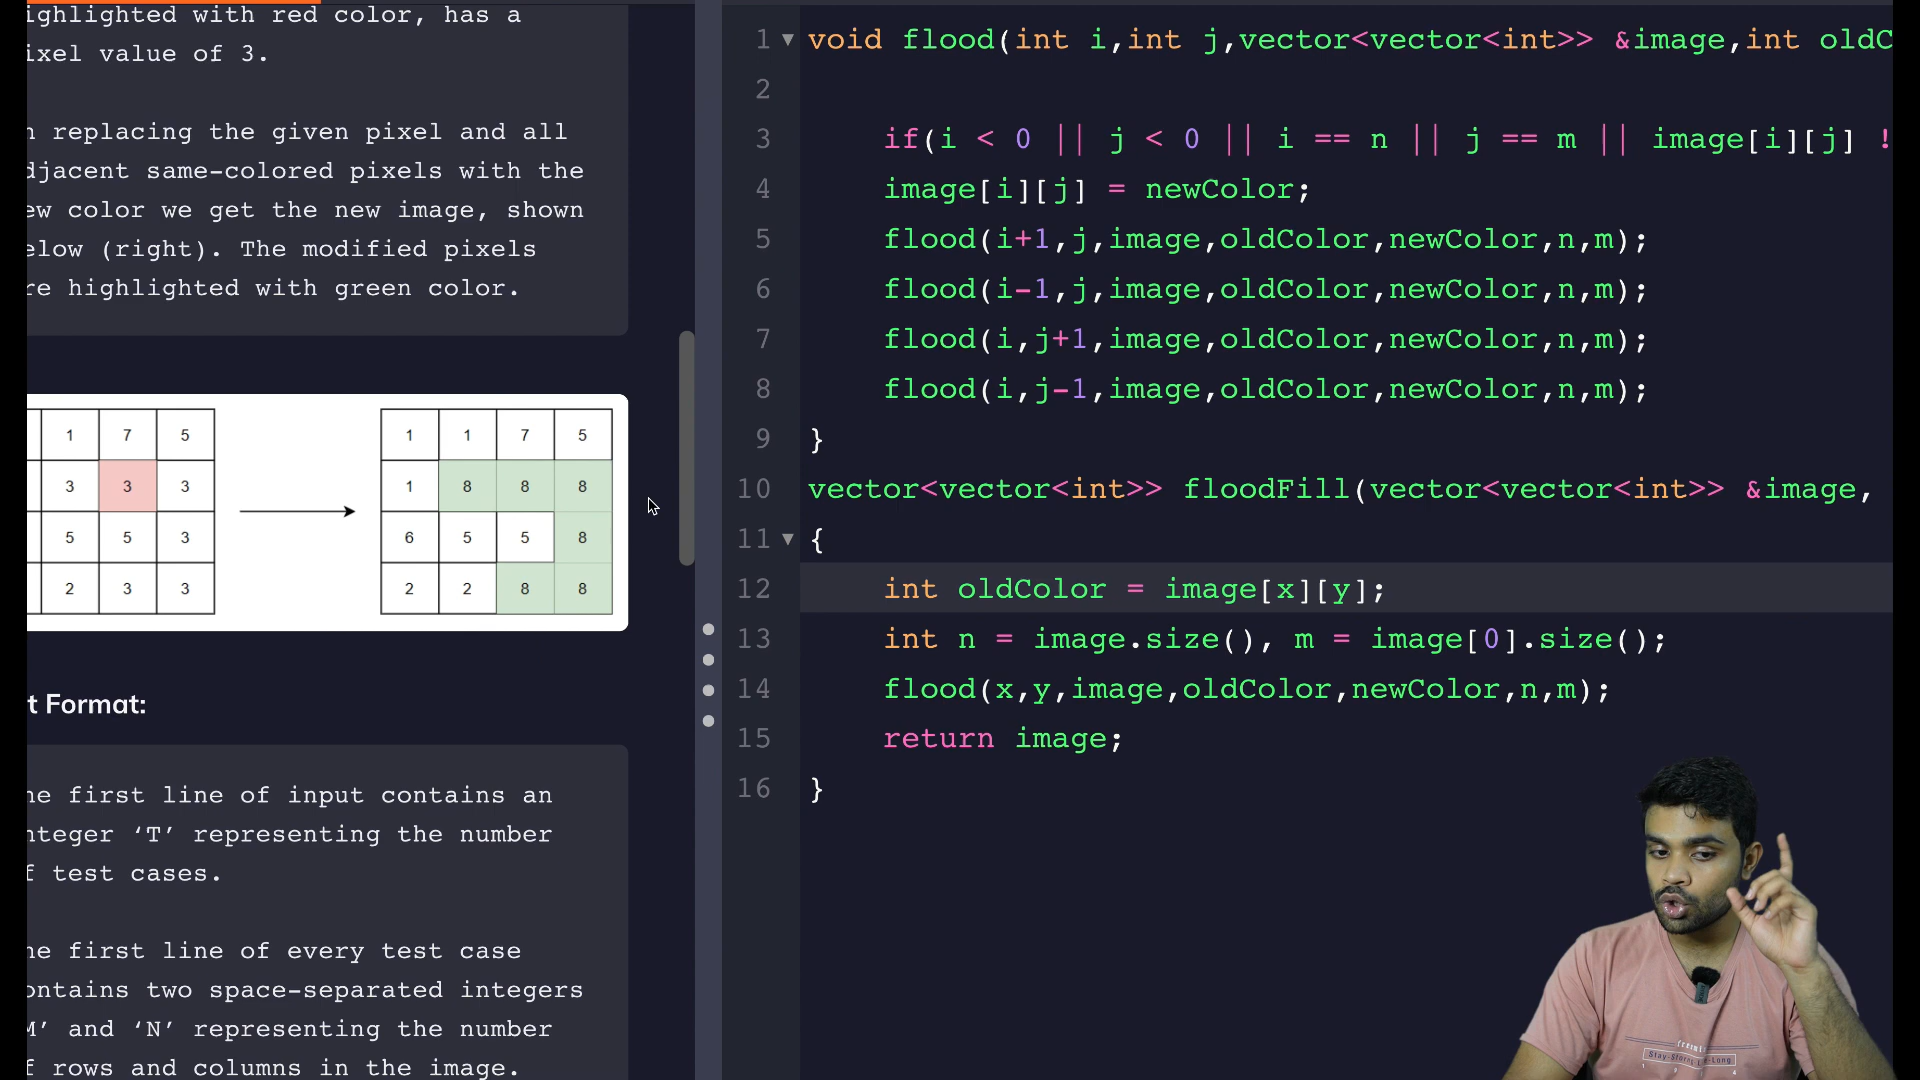 ighlighted with red color, has a
ixel value of 3.
n replacing the given pixel and all
djacent same-colored pixels with the
ew color we get the new image, shown
elow (right). The modified pixels
re highlighted with green color.
1 7 5
3 3 3
5 5 3
2 3 3
1 1 7 5
1 8 8 8
6 5 5 8
2 2 8 8
t Format:
he first line of input contains an
nteger ‘T’ representing the number
f test cases.
he first line of every test case
ontains two space-separated integers
M’ and ‘N’ representing the number
f rows and columns in the image.
1 void flood(int i,int j,vector<vector<int>> &image,int oldC
2
3 if(i < 0 || j < 0 || i == n || j == m || image[i][j] !
4 image[i][j] = newColor;
5 flood(i+1,j,image,oldColor,newColor,n,m);
6 flood(i-1,j,image,oldColor,newColor,n,m);
7 flood(i,j+1,image,oldColor,newColor,n,m);
8 flood(i,j-1,image,oldColor,newColor,n,m);
9 }
10 vector<vector<int>> floodFill(vector<vector<int>> &image,
11 {
12 int oldColor = image[x][y];
13 int n = image.size(), m = image[0].size();
14 flood(x,y,image,oldColor,newColor,n,m);
15 return image;
16 }